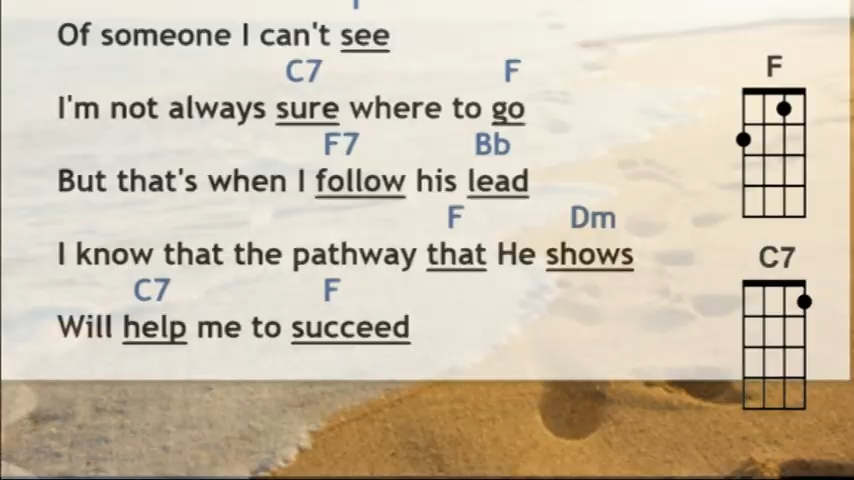 Of someone I can't see
C7 F
I'm not always sure where to go
F7 Bb
But that's when I follow his lead
F Dm
I know that the pathway that He shows
C7 F
Will help me to succeed
F
C7